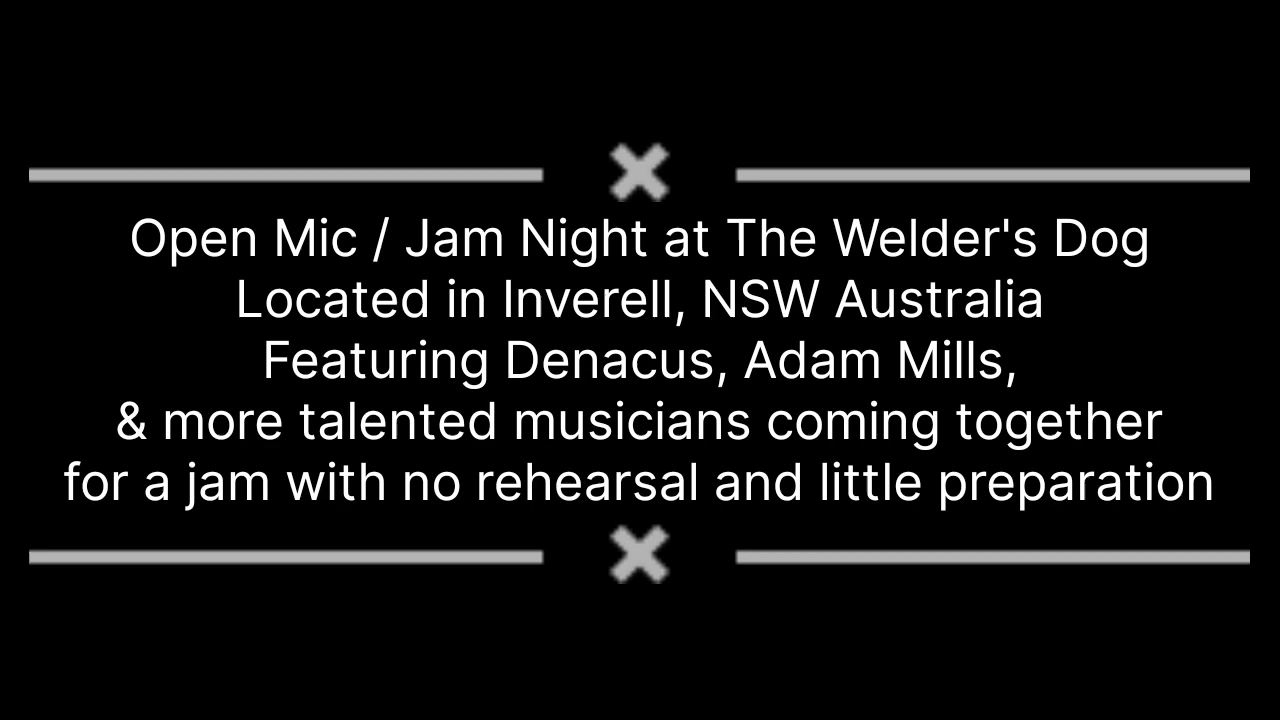 Open Mic / Jam Night at The Welder's Dog
Located in Inverell, NSW Australia
Featuring Denacus, Adam Mills,
& more talented musicians coming together
for a jam with no rehearsal and little preparation